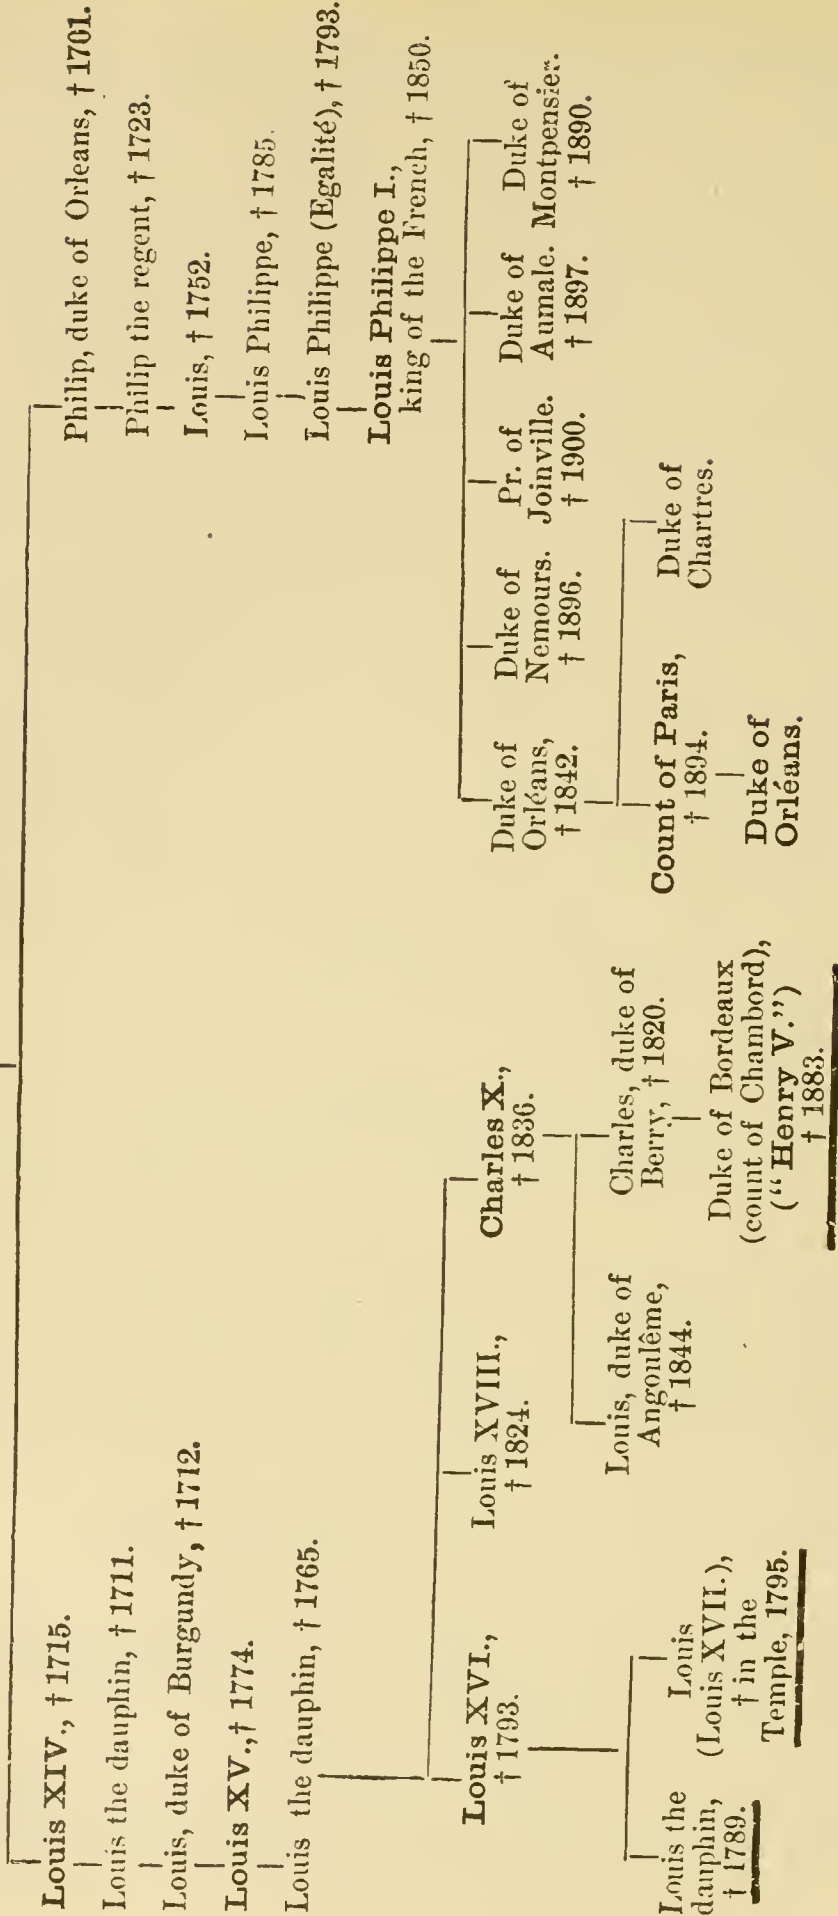 Louis XIV., † 1715.
Louis the dauphin, † 1711.
Louis, duke of Burgundy, † 1712.
Louis XV., † 1774.
Louis the dauphin, † 1765.
Louis XVI.,
† 1793.
Louis XVIII.,
† 1824.
Charles X.,
† 1836.
Louis the
dauphin,
† 1789.
Louis
(Louis XVII.),
† in the
Temple, 1795.
Louis, duke of
Angoulême,
† 1844.
Charles, duke of
Berry, † 1820.
Duke of Bordeaux
(count of Chambord),
(“Henry V.”)
† 1883.
Philip, duke of Orleans, † 1701.
Philip the regent, † 1723.
Louis, † 1752.
Louis Philippe, † 1785.
Louis Philippe (Egalité), † 1793.
Louis Philippe I.,
king of the French, † 1850.
Duke of
Orléans,
† 1842.
Duke of
Nemours.
† 1896.
Pr. of
Joinville.
† 1900.
Duke of
Aumale.
† 1897.
Duke of
Montpensier.
† 1890.
Count of Paris,
† 1894.
Duke of
Chartres.
Duke of
Orléans.